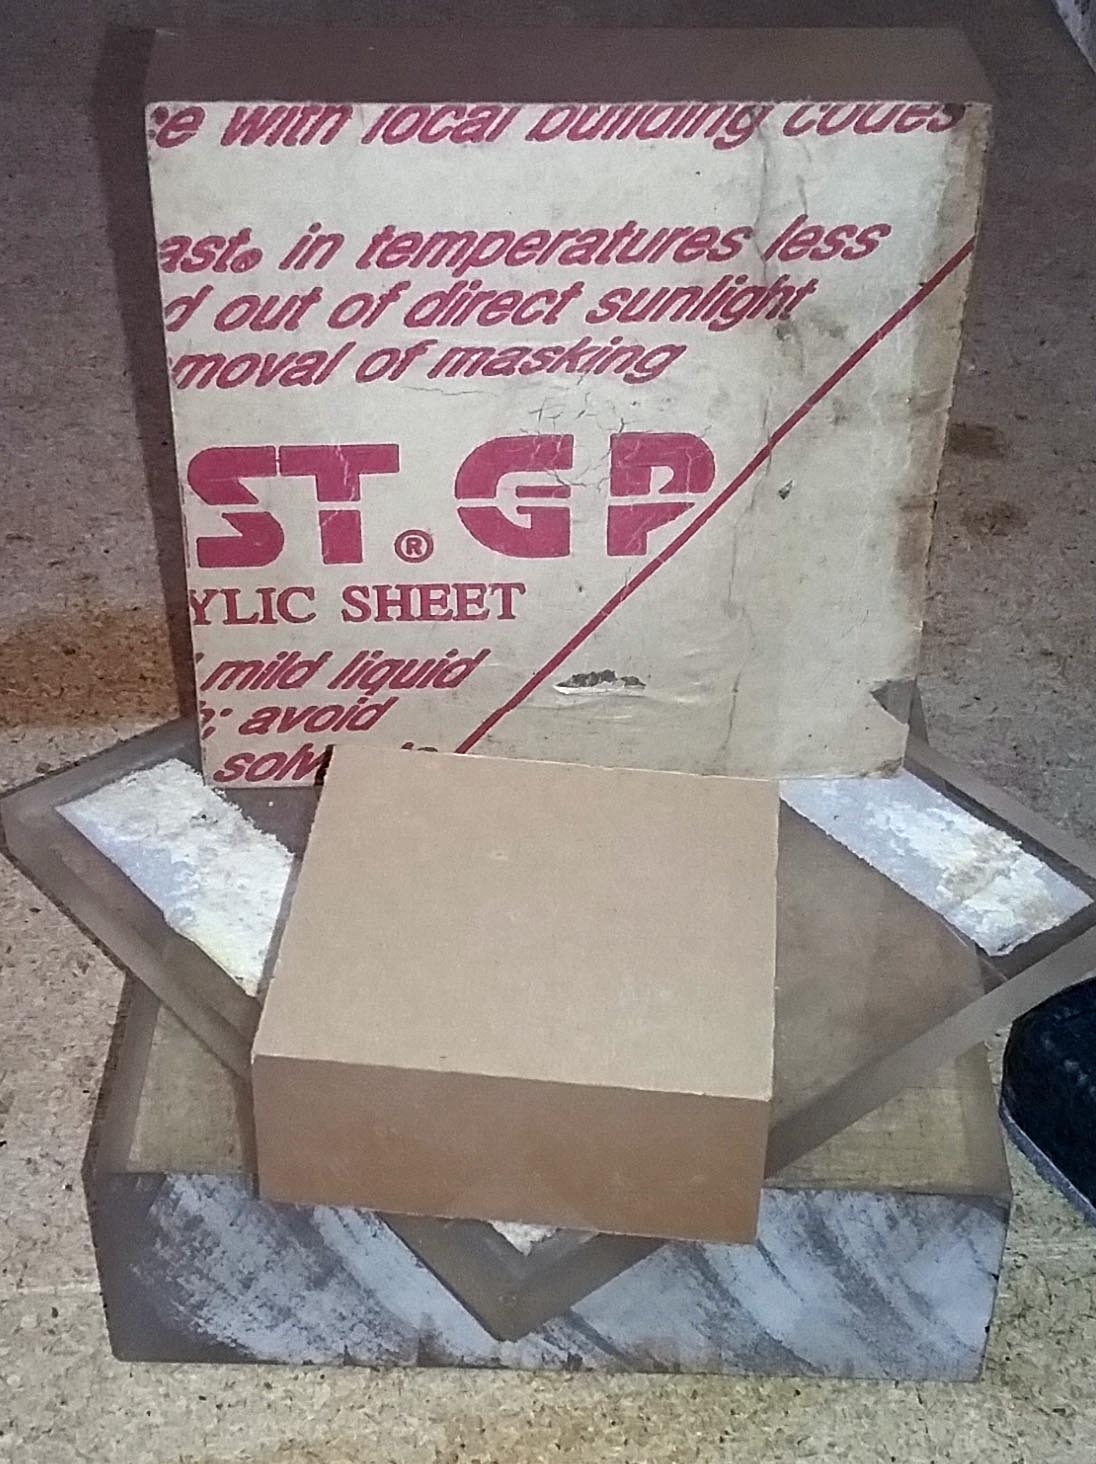 e with local building codes
ast® in temperatures less
d out of direct sunlight
moval of masking
ST® GP
YLIC SHEET
mild liquid
: avoid
solv